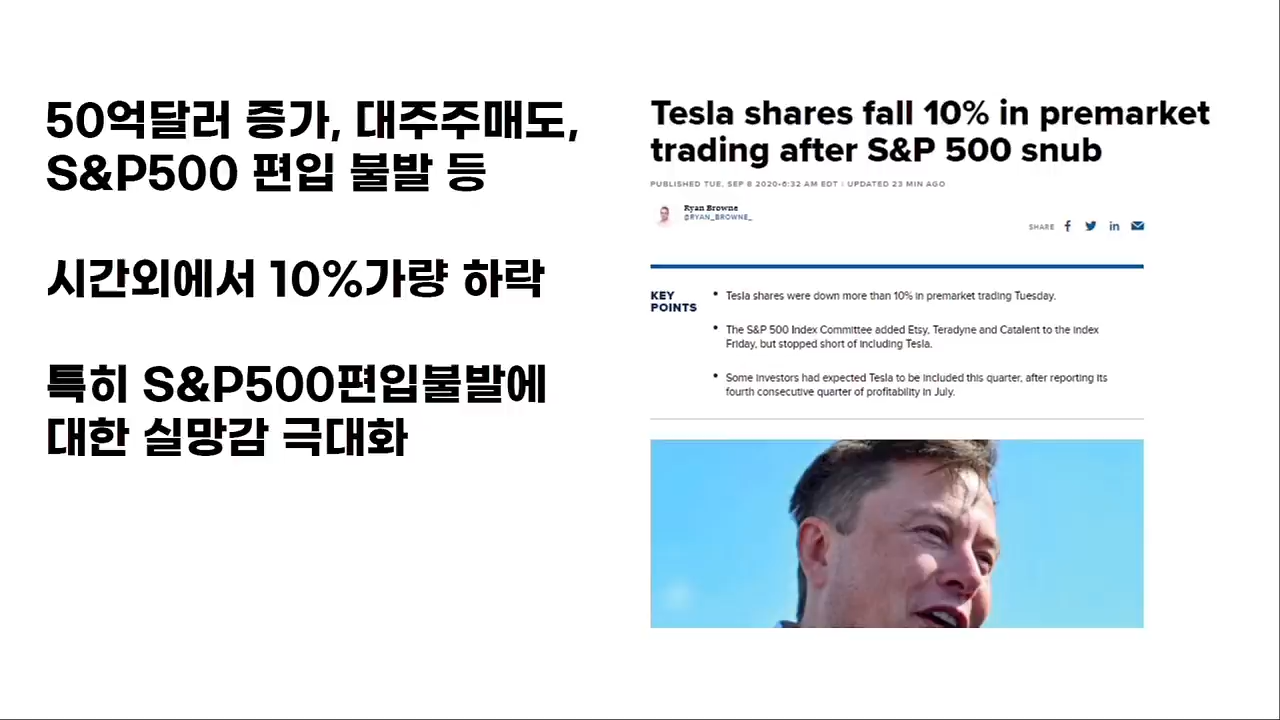 50억달러 증가, 대주주매도,
S&P500 편입 불발 등
시간외에서 10%가량 하락
특히 S&P500편입불발에
대한 실망감 극대화
Tesla shares fall 10% in premarket
trading after S&P 500 snub
PUBLISHED TUE, SEP 8 2020-6:32 AM EDT | UPDATED 23 MIN AGO
Ryan Browne
@RYAN_BROWNE_
SHARE
KEY
POINTS
• Tesla shares were down more than 10% in premarket trading Tuesday.
• The S&P 500 Index Committee added Etsy, Teradyne and Catalent to the index
Friday, but stopped short of including Tesla.
• Some investors had expected Tesla to be included this quarter, after reporting its
fourth consecutive quarter of profitability in July.